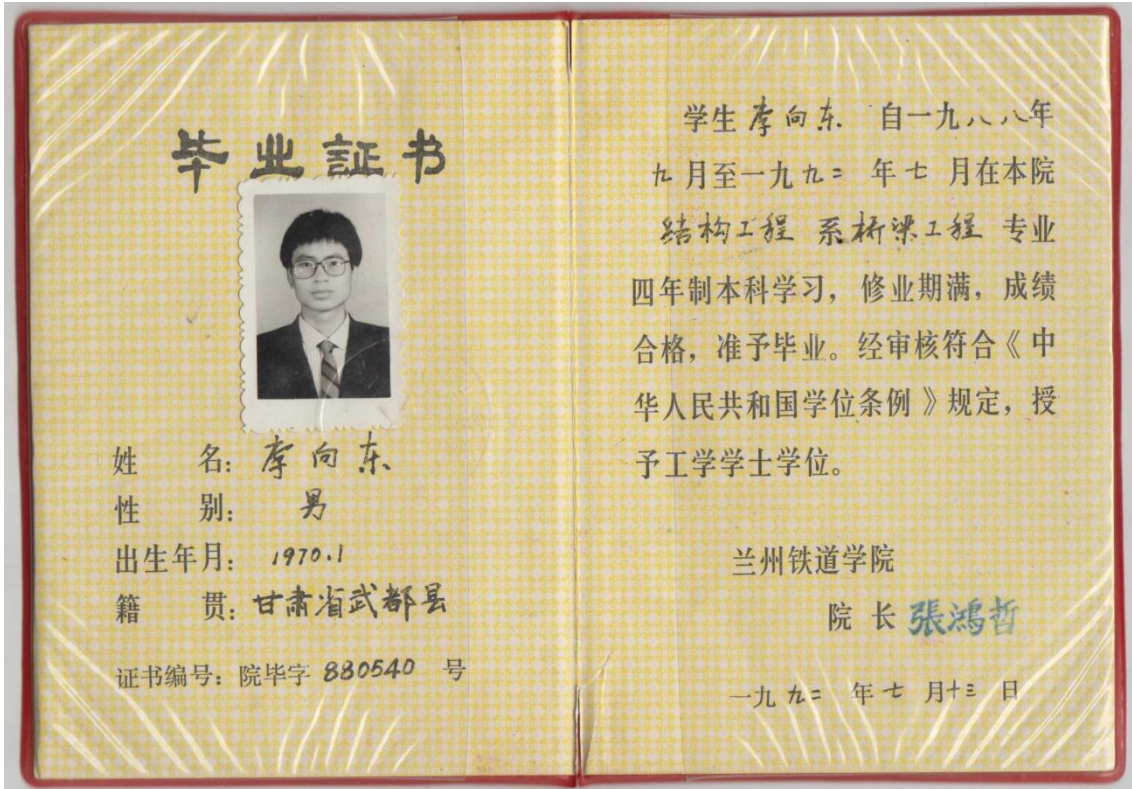 毕业証书
姓 名：李向东
性 别：男
出生年月：1970.1
籍 贯：甘肃省武都县
证书编号：院毕字 880540 号
学生李向东 自一九八八年
九月至一九九二 年七月在本院
结构工程 系桥梁工程 专业
四年制本科学习，修业期满，成绩
合格，准予毕业。经审核符合《中
华人民共和国学位条例》规定，授
予工学学士学位。
兰州铁道学院
院 长 張鴻哲
一九九二 年七月十三日